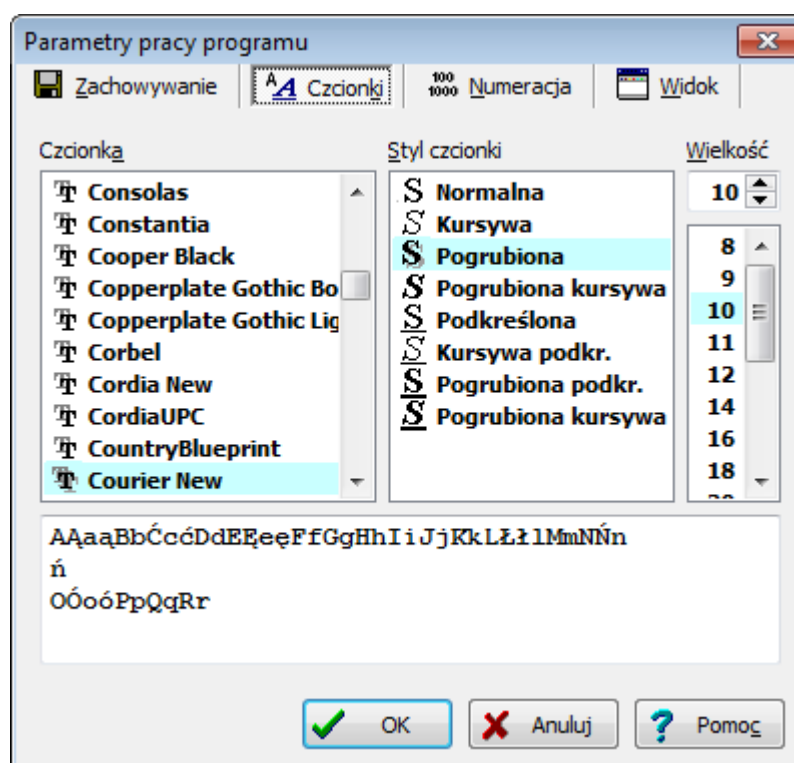 Parametry pracy programu
Zachowywanie
Czcionki
100
1000
Numeracja
Widok
Czcionka
Styl czcionki
Wielkość
Consolas
Constantia
Cooper Black
Copperplate Gothic Bo
Copperplate Gothic Lig
Corbel
Cordia New
CordiaUPC
CountryBlueprint
Courier New
Normalna
Kursywa
Pogrubiona
Pogrubiona kursywa
Podkreślona
Kursywa podkr.
Pogrubiona podkr.
Pogrubiona kursywa
10
8
9
10
11
12
14
16
18
AĄaąBbĆcćDdEĘeęFfGgHhIiJjKkLŁłlMmNŃn
ń
OÓoóPpQqRr
OK
Anuluj
Pomoc